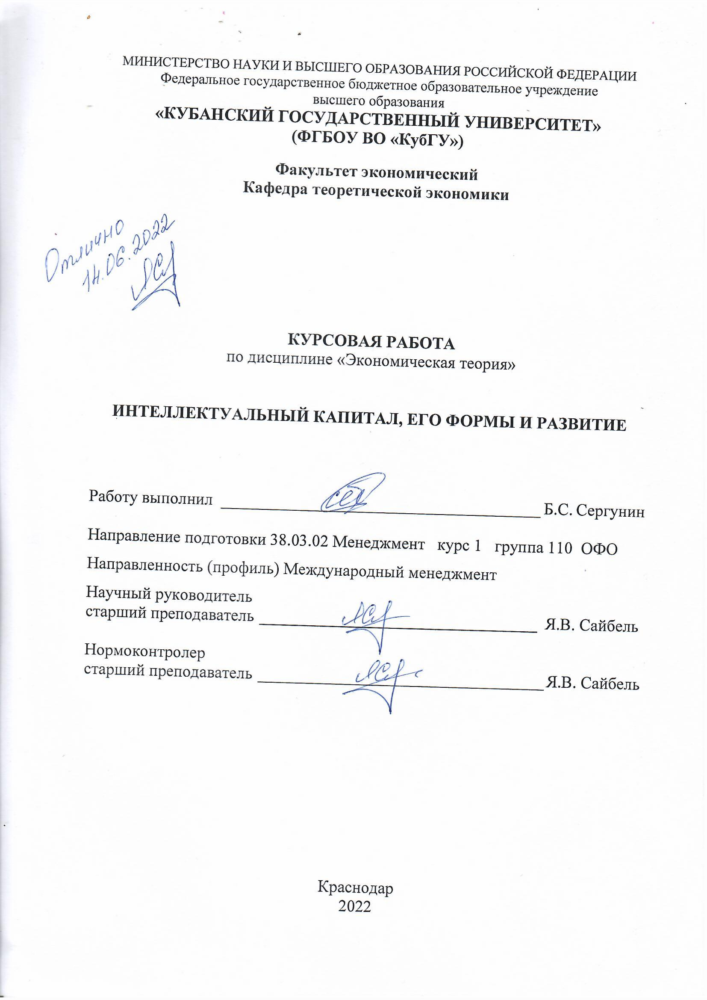 МИНИСТЕРСТВО НАУКИ И ВЫСШЕГО ОБРАЗОВАНИЯ РОССИЙСКОЙ ФЕДЕРАЦИИ
Федеральное государственное бюджетное образовательное учреждение
высшего образования
«КУБАНСКИЙ ГОСУДАРСТВЕННЫЙ УНИВЕРСИТЕТ»
(ФГБОУ ВО «КубГУ»)
Факультет экономический
Кафедра теоретической экономики
Отлично
14.06.2022
КУРСОВАЯ РАБОТА
по дисциплине «Экономическая теория»
ИНТЕЛЛЕКТУАЛЬНЫЙ КАПИТАЛ, ЕГО ФОРМЫ И РАЗВИТИЕ
Работу выполнил Б.С. Сергунин
Направление подготовки 38.03.02 Менеджмент курс 1 группа 110 ОФО
Направленность (профиль) Международный менеджмент
Научный руководитель
старший преподаватель Я.В. Сайбель
Нормоконтролер
старший преподаватель Я.В. Сайбель
Краснодар
2022